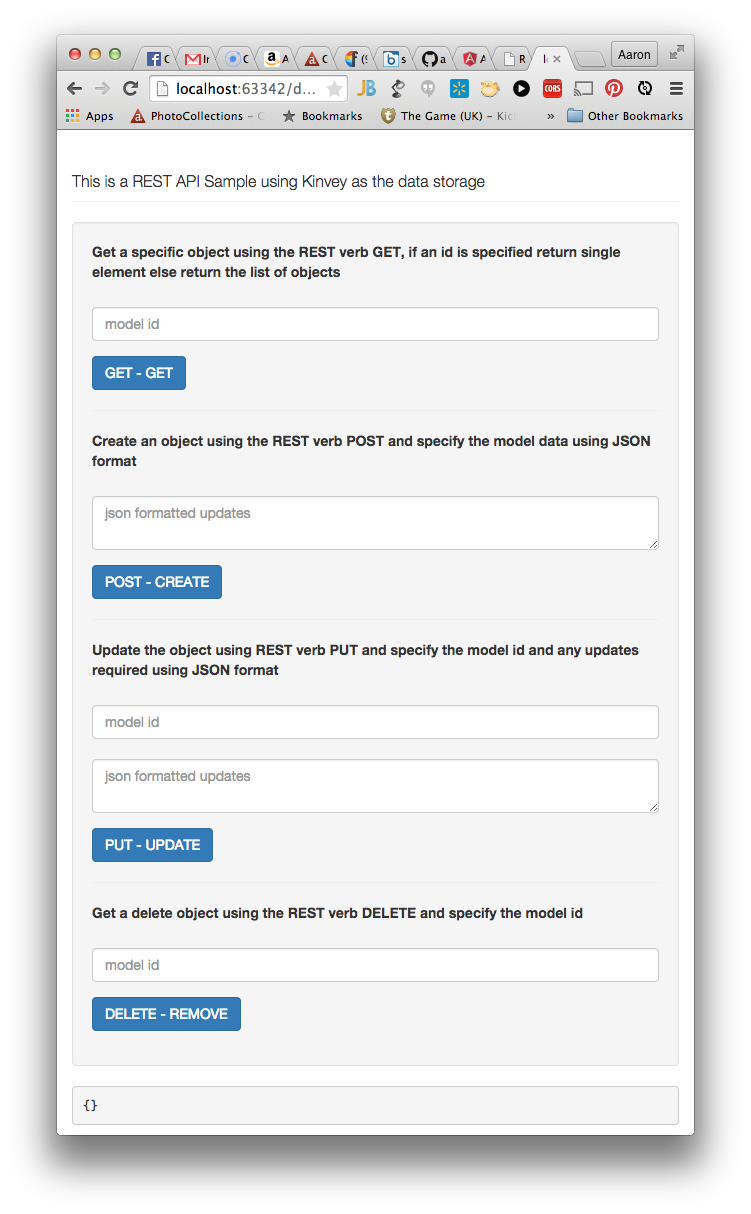 Aaron
localhost:63342/d...
JB
CORS
Apps
PhotoCollections – C
Bookmarks
The Game (UK) – Kic
»
Other Bookmarks
This is a REST API Sample using Kinvey as the data storage
Get a specific object using the REST verb GET, if an id is specified return single
element else return the list of objects
model id
GET - GET
Create an object using the REST verb POST and specify the model data using JSON
format
json formatted updates
POST - CREATE
Update the object using REST verb PUT and specify the model id and any updates
required using JSON format
model id
json formatted updates
PUT - UPDATE
Get a delete object using the REST verb DELETE and specify the model id
model id
DELETE - REMOVE
{}